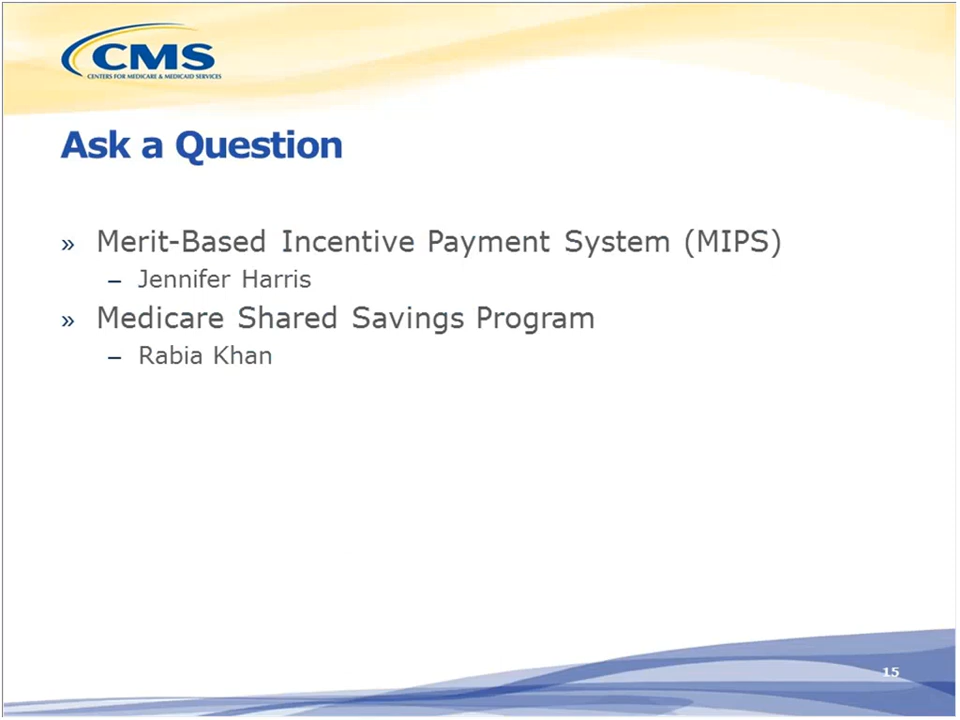 CMS
CENTERS FOR MEDICARE & MEDICAID SERVICES
Ask a Question
» Merit-Based Incentive Payment System (MIPS)
– Jennifer Harris
» Medicare Shared Savings Program
– Rabia Khan
15